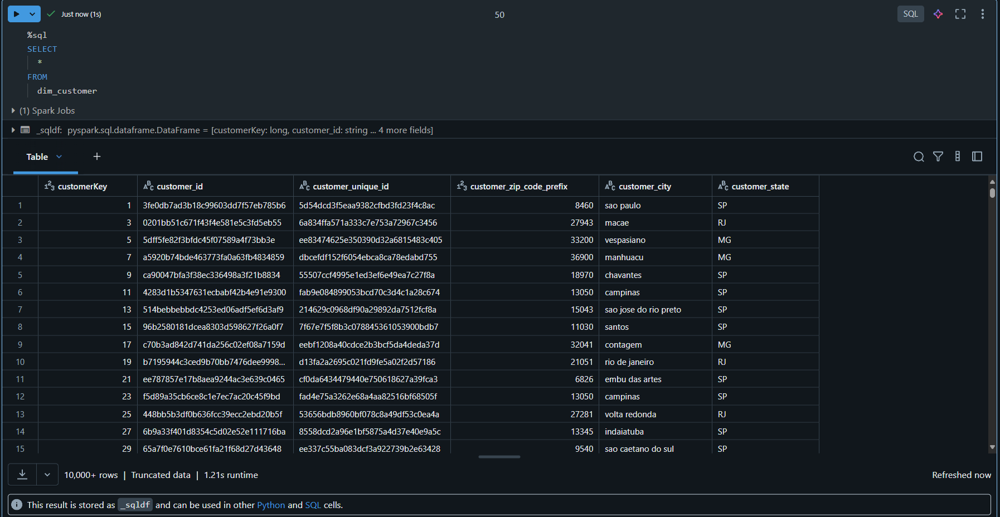 Just now (1s)
50
SQL
%sql
SELECT
*
FROM
dim_customer
(1) Spark Jobs
_sqldf: pyspark.sql.dataframe.DataFrame = [customerKey: long, customer_id: string ... 4 more fields]
Table
+
customerKey customer_id customer_unique_id customer_zip_code_prefix customer_city customer_state
1 1 3fe0db7ad3b18c99603dd7f57eb785b6 5d54dcd3f5eaa9382cfbd3fd23f4c8ac 8460 sao paulo SP
2 3 0201bb51c671f43f4e581e5c3fd5eb55 6a834ffa571a333c7e753a72967c3456 27943 macae RJ
3 5 5dff5fe82f3bfdc45f07589a4f73bb3e ee83474625e350390d32a6815483c405 33200 vespasiano MG
4 7 a5920b74bde463773fa0a63fb4834859 dbcefdf152f6054ebca8ca78edabd755 36900 manhuacu MG
5 9 ca90047bfa3f38ec336498a3f21b8834 55507ccf4995e1ed3ef6e49ea7c27f8a 18970 chavantes SP
6 11 4283d1b5347631ecbabf42b4e91e9300 fab9e084899053bcd70c3d4c1a28c674 13050 campinas SP
7 13 514bebbebbdc4253ed06adf5ef6d3af9 214629c0968df90a29892da7512fcf8a 15043 sao jose do rio preto SP
8 15 96b2580181dcea8303d598627f26a0f7 7f67e7f5f8b3c078845361053900bdb7 11030 santos SP
9 17 c70b3ad842d741da256c02ef08a7159d eebf1208a40cdce2b3bcf5da4deda37d 32041 contagem MG
10 19 b7195944c3ced9b70bb7476dee9998... d13fa2a2695c021fd9fe5a02f2d57186 21051 rio de janeiro RJ
11 21 ee787857e17b8aea9244ac3e639c0465 cf0da6434479440e750618627a39fca3 6826 embu das artes SP
12 23 f5d89a35cb6ce8c1e7ec7ac20c45f9bd fad4e75a3262e68a4aa82516bf68505f 13050 campinas SP
13 25 448bb5b3df0b636fcc39ecc2ebd20b5f 53656bdb8960bf078c8a49df53c0ea4a 27281 volta redonda RJ
14 27 6b9a33f401d8354c5d02e52e111716ba 8558dcd2a96e1bf5875a4d37e40e9a5c 13345 indaiatuba SP
15 29 65a7f0e7610bce61fa21f68d27d43648 ee337c55ba083dcf3a922739b2e63428 9540 sao caetano do sul SP
10,000+ rows | Truncated data | 1.21s runtime
Refreshed now
This result is stored as _sqldf and can be used in other Python and SQL cells.